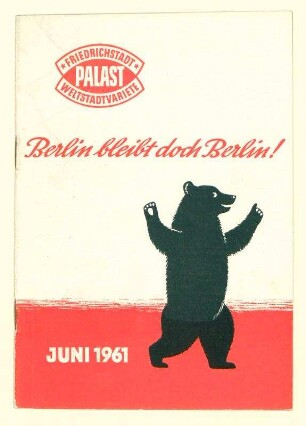 ★ FRIEDRICHSTADT ★
PALAST
WELTSTADTVARIETE
Berlin bleibt doch Berlin!
JUNI 1961